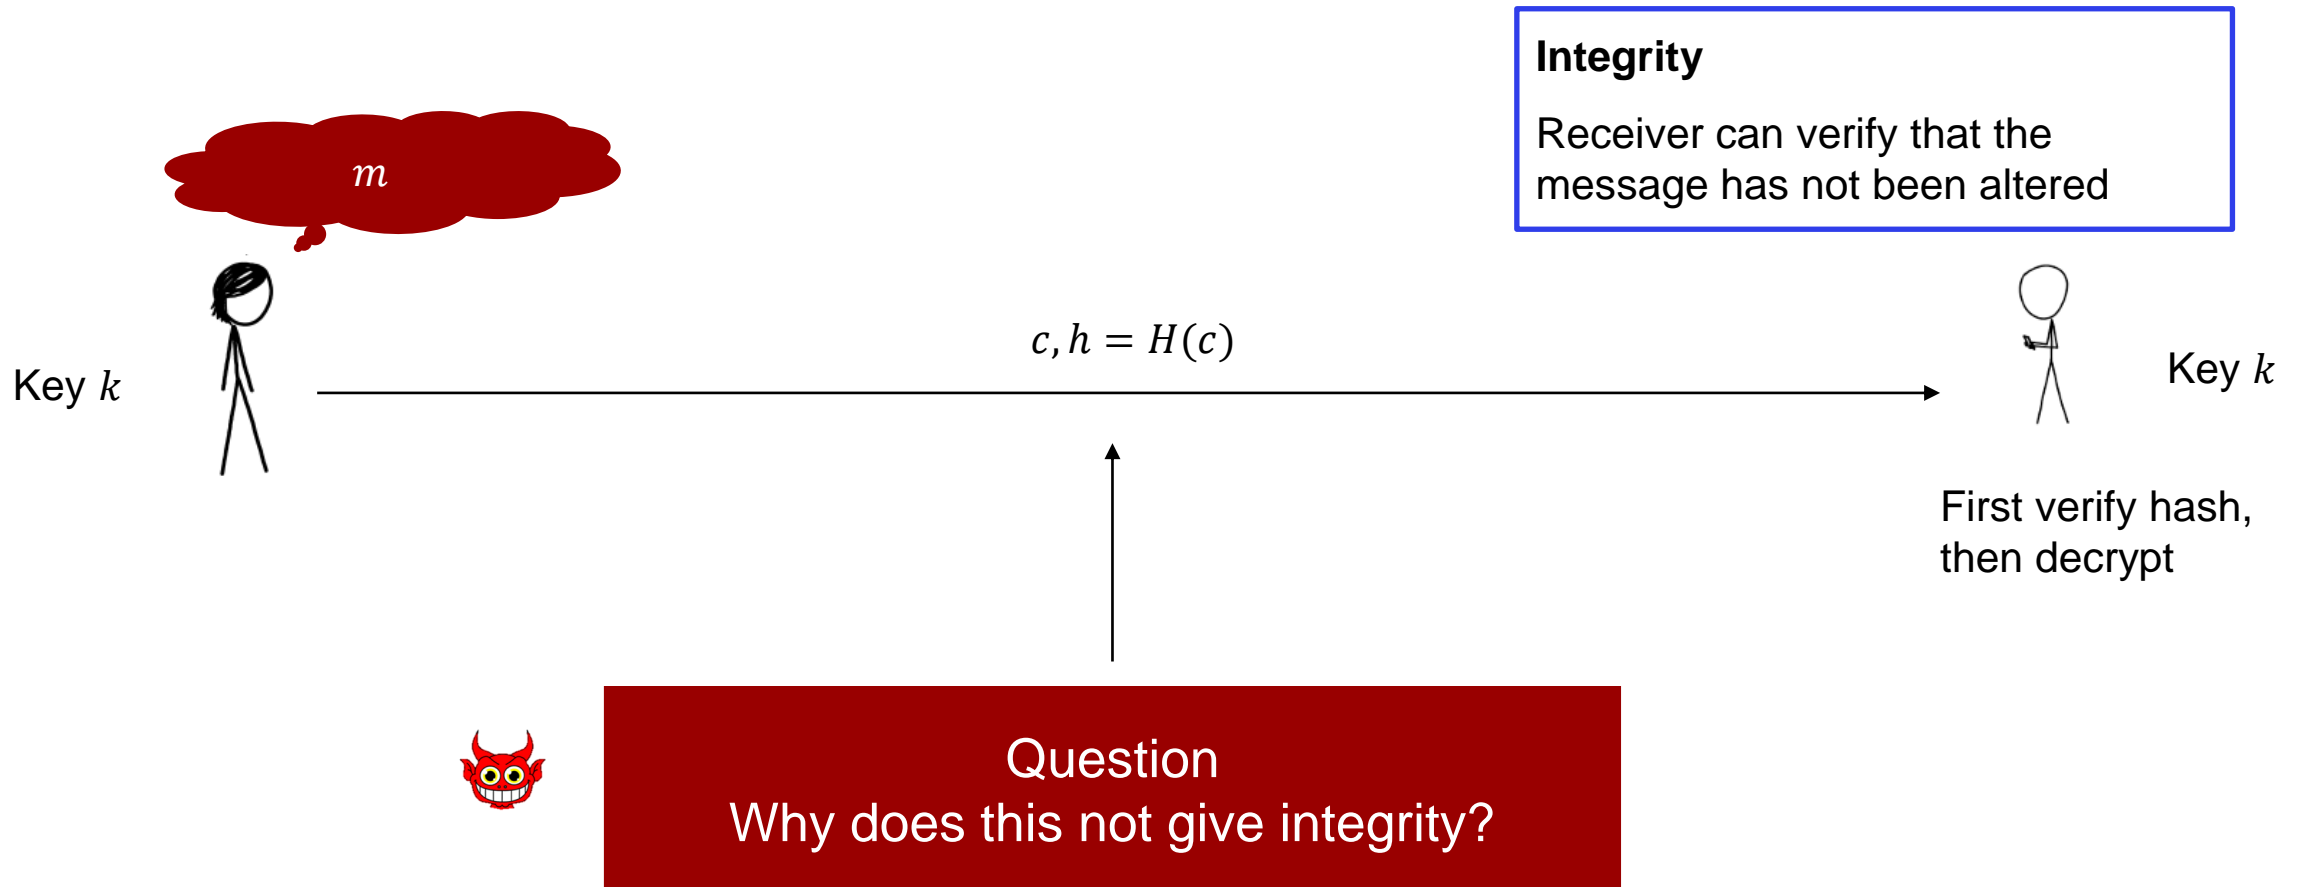 Integrity
Receiver can verify that the
message has not been altered
m
c, h = H(c)
Key k
Key k
First verify hash,
then decrypt
Question
Why does this not give integrity?